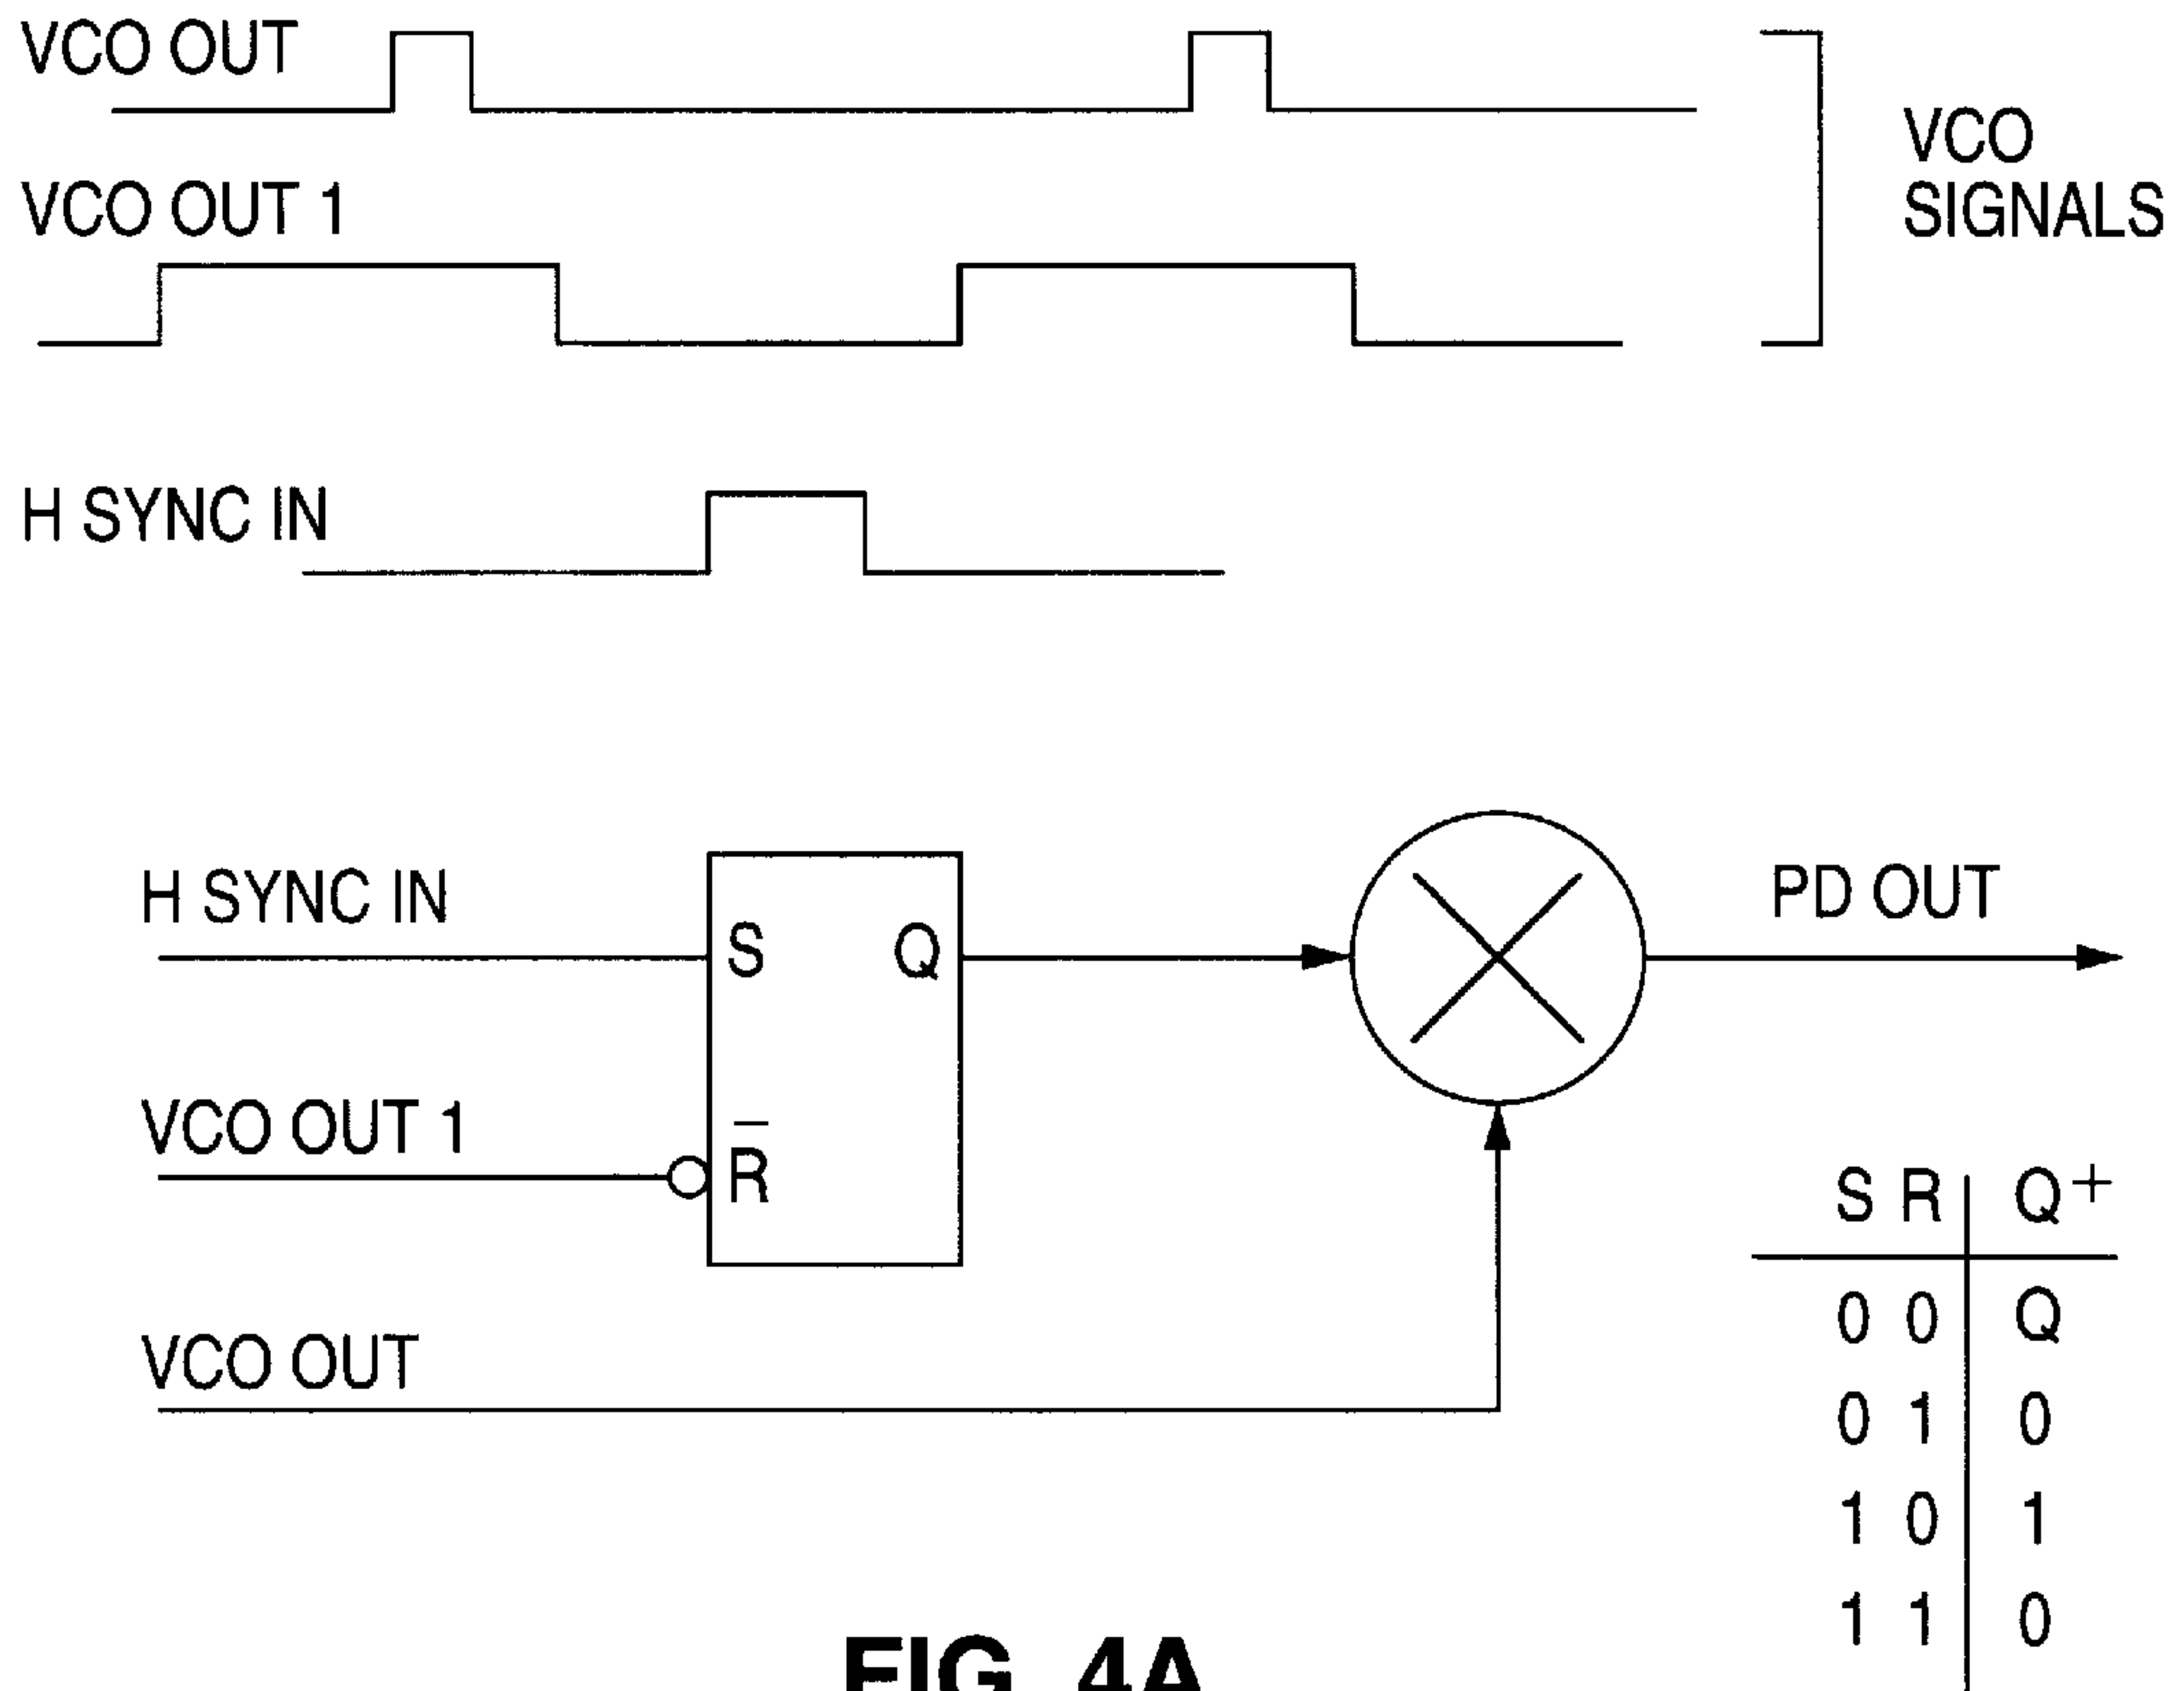 VCO OUT
VCO
SIGNALS
VCO OUT 1
H SYNC IN
H SYNC IN
S Q
PD OUT
VCO OUT 1
R̅
VCO OUT
S R Q+
0 0 Q
0 1 0
1 0 1
1 1 0
FIG. 4A